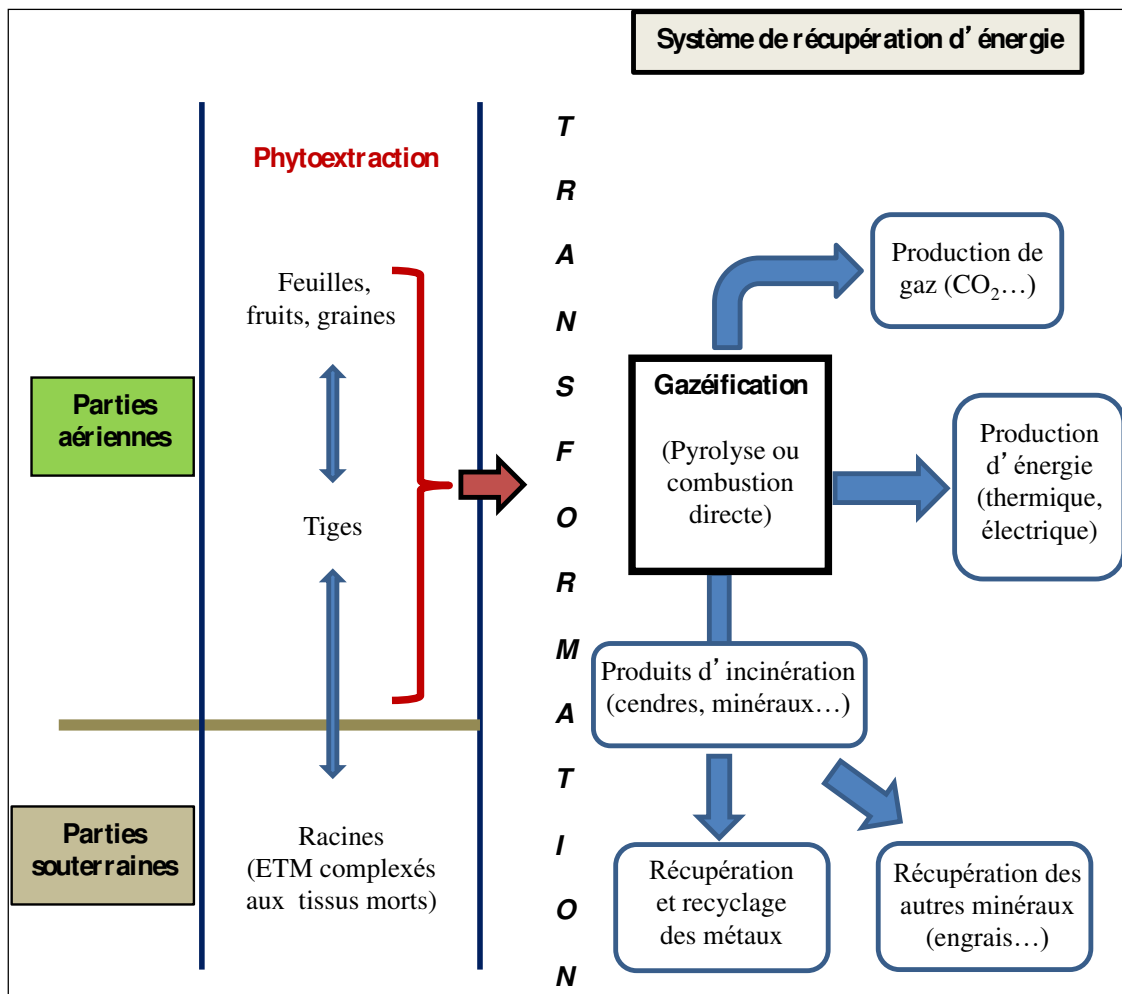 Système de récupération d’énergie
Phytoextraction
Feuilles,
fruits, graines
Parties
aériennes
Tiges
Parties
souterraines
Racines
(ETM complexés
aux tissus morts)
T
R
A
N
S
F
O
R
M
A
T
I
O
N
Production de
gaz (CO₂…)
Gazéification
(Pyrolyse ou
combustion
directe)
Production
d’énergie
(thermique,
électrique)
Produits d’incinération
(cendres, minéraux…)
Récupération
et recyclage
des métaux
Récupération des
autres minéraux
(engrais…)